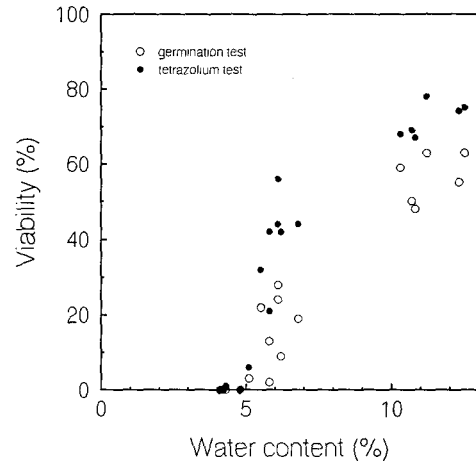 100
80
60
40
20
0
Viability (%)
germination test
tetrazolium test
0 5 10
Water content (%)